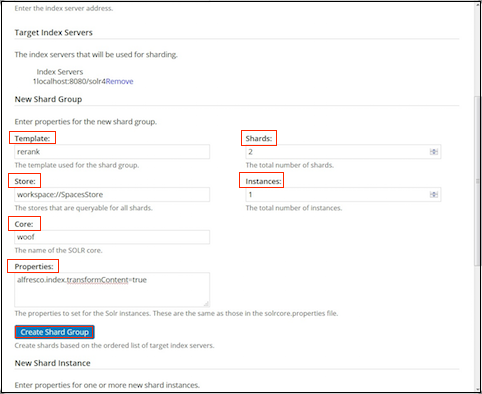 Enter the index server address.
Target Index Servers
The index servers that will be used for sharding.
Index Servers
1localhost:8080/solr4Remove
New Shard Group
Enter properties for the new shard group.
Template:
rerank
The template used for the shard group.
Shards:
2
The total number of shards.
Store:
workspace://SpacesStore
The stores that are queryable for all shards.
Instances:
1
The total number of instances.
Core:
woof
The name of the SOLR core.
Properties:
alfresco.index.transformContent=true
The properties to set for the Solr instances. These are the same as those in the solrcore.properties file.
Create Shard Group
Create shards based on the ordered list of target index servers.
New Shard Instance
Enter properties for one or more new shard instances.